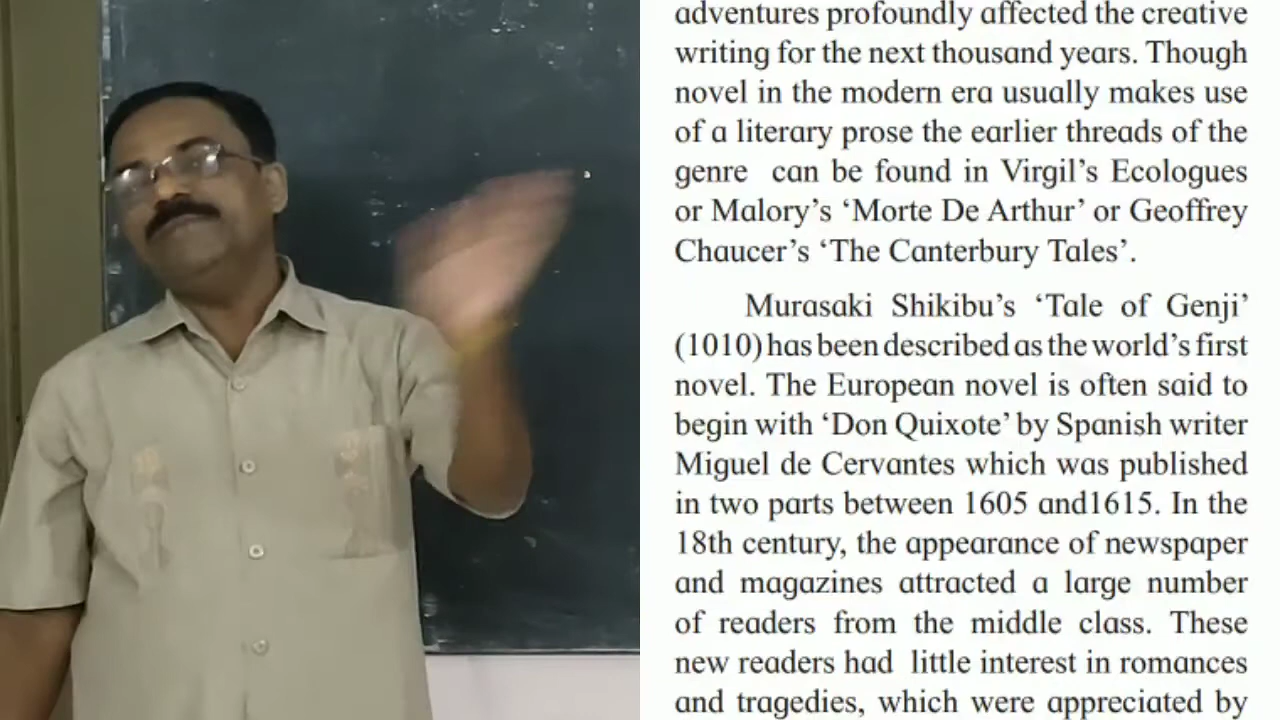 adventures profoundly affected the creative
writing for the next thousand years. Though
novel in the modern era usually makes use
of a literary prose the earlier threads of the
genre can be found in Virgil’s Ecologues
or Malory’s ‘Morte De Arthur’ or Geoffrey
Chaucer’s ‘The Canterbury Tales’.
Murasaki Shikibu’s ‘Tale of Genji’
(1010) has been described as the world’s first
novel. The European novel is often said to
begin with ‘Don Quixote’ by Spanish writer
Miguel de Cervantes which was published
in two parts between 1605 and1615. In the
18th century, the appearance of newspaper
and magazines attracted a large number
of readers from the middle class. These
new readers had little interest in romances
and tragedies, which were appreciated by